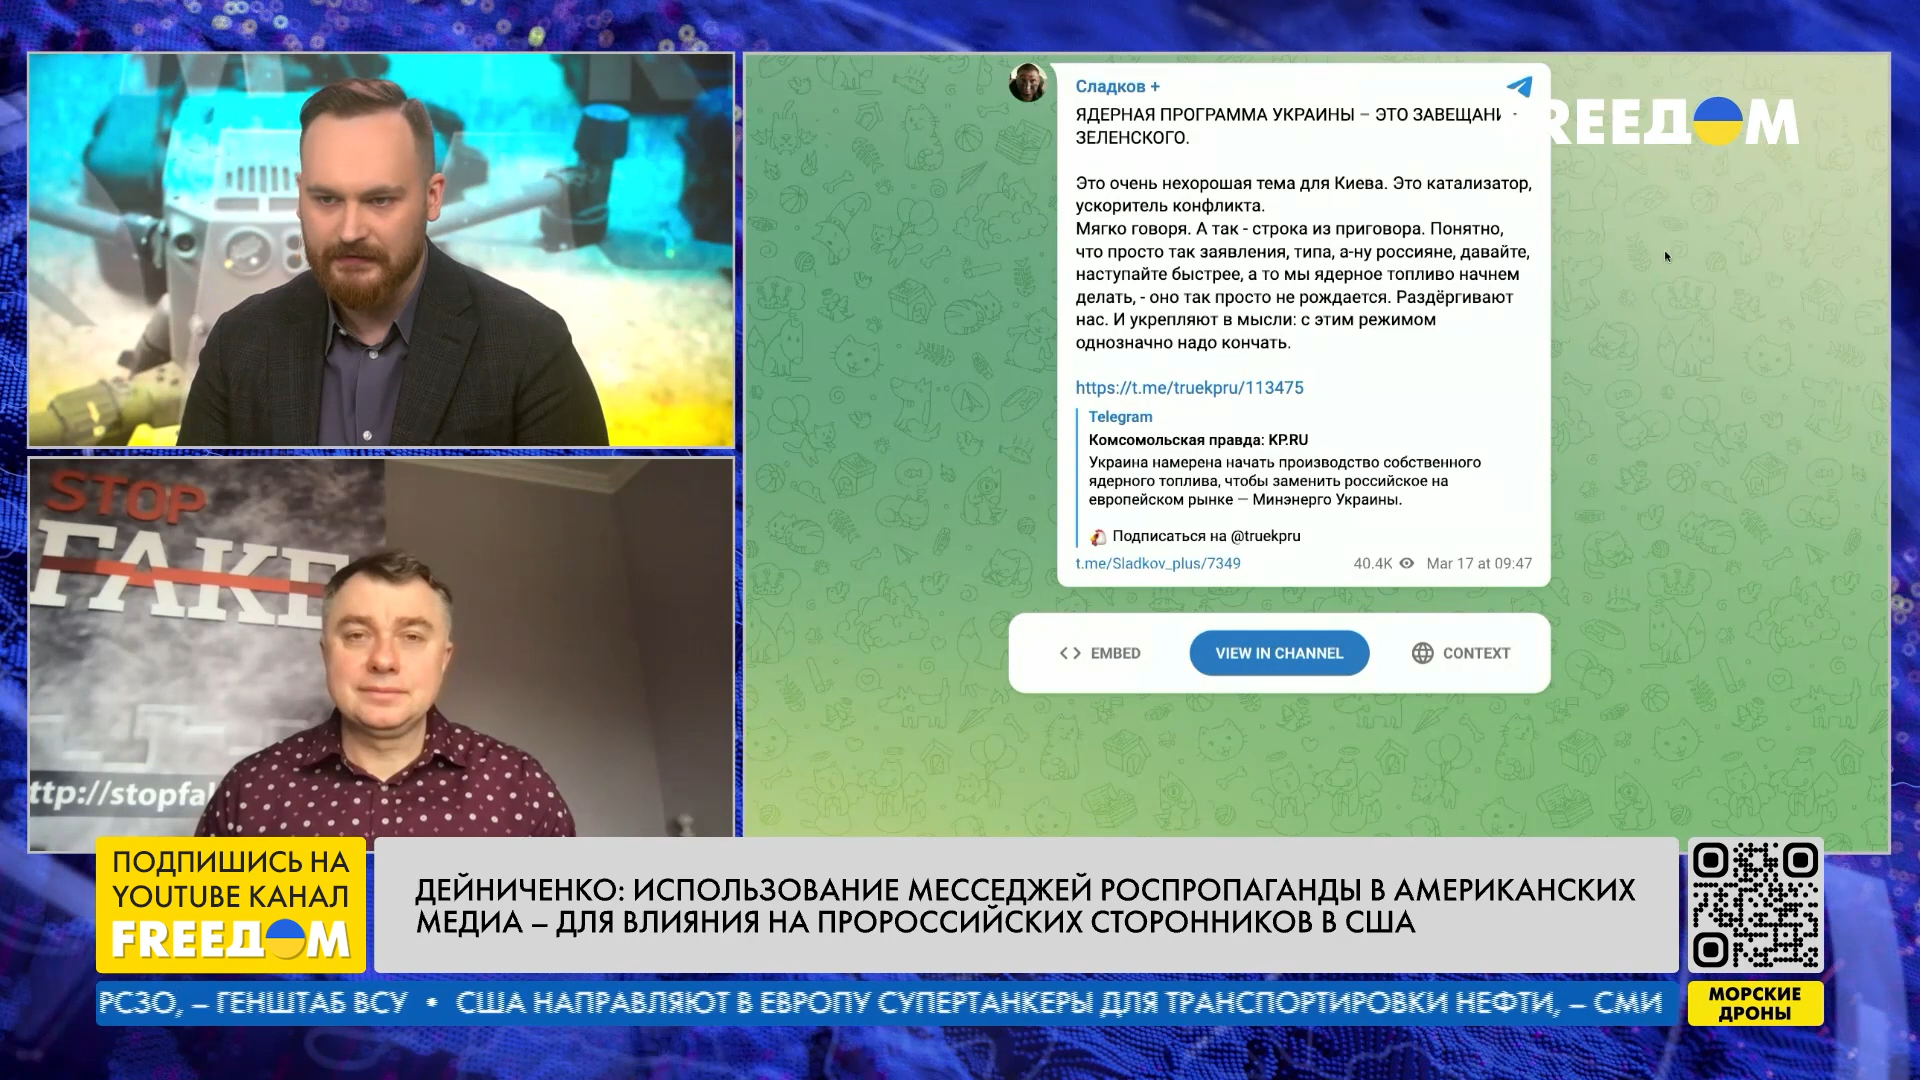 Сладков +
ЯДЕРНАЯ ПРОГРАММА УКРАИНЫ – ЭТО
ЗЕЛЕНСКОГО.
Это очень нехорошая тема для Киева. Это катализатор,
ускоритель конфликта.
Мягко говоря. А так - строка из приговора. Понятно,
что просто так заявления, типа, а-ну россияне, давайте,
наступайте быстрее, а то мы ядерное топливо начнем
делать, - оно так просто не рождается. Раздёргивают
нас. И укрепляют в мысли: с этим режимом
однозначно надо кончать.
https://t.me/truekpru/113475
Telegram
Комсомольская правда: KP.RU
Украина намерена начать производство собственного
ядерного топлива, чтобы заменить российское на
европейском рынке — Минэнерго Украины.
Подписаться на @truekpru
t.me/Sladkov_plus/7349 40.4K Mar 17 at 09:47
EMBED VIEW IN CHANNEL CONTEXT
FREEДОМ
STOP
FAKE
ttp://stopfa
ПОДПИШИСЬ НА
YOUTUBE КАНАЛ
FREEДОМ
ДЕЙНИЧЕНКО: ИСПОЛЬЗОВАНИЕ МЕССЕДЖЕЙ РОСПРОПАГАНДЫ В АМЕРИКАНСКИХ
МЕДИА – ДЛЯ ВЛИЯНИЯ НА ПРОРОССИЙСКИХ СТОРОННИКОВ В США
РСЗО, – ГЕНШТАБ ВСУ • США НАПРАВЛЯЮТ В ЕВРОПУ СУПЕРТАНКЕРЫ ДЛЯ ТРАНСПОРТИРОВКИ НЕФТИ, – СМИ
МОРСКИЕ
ДРОНЫ